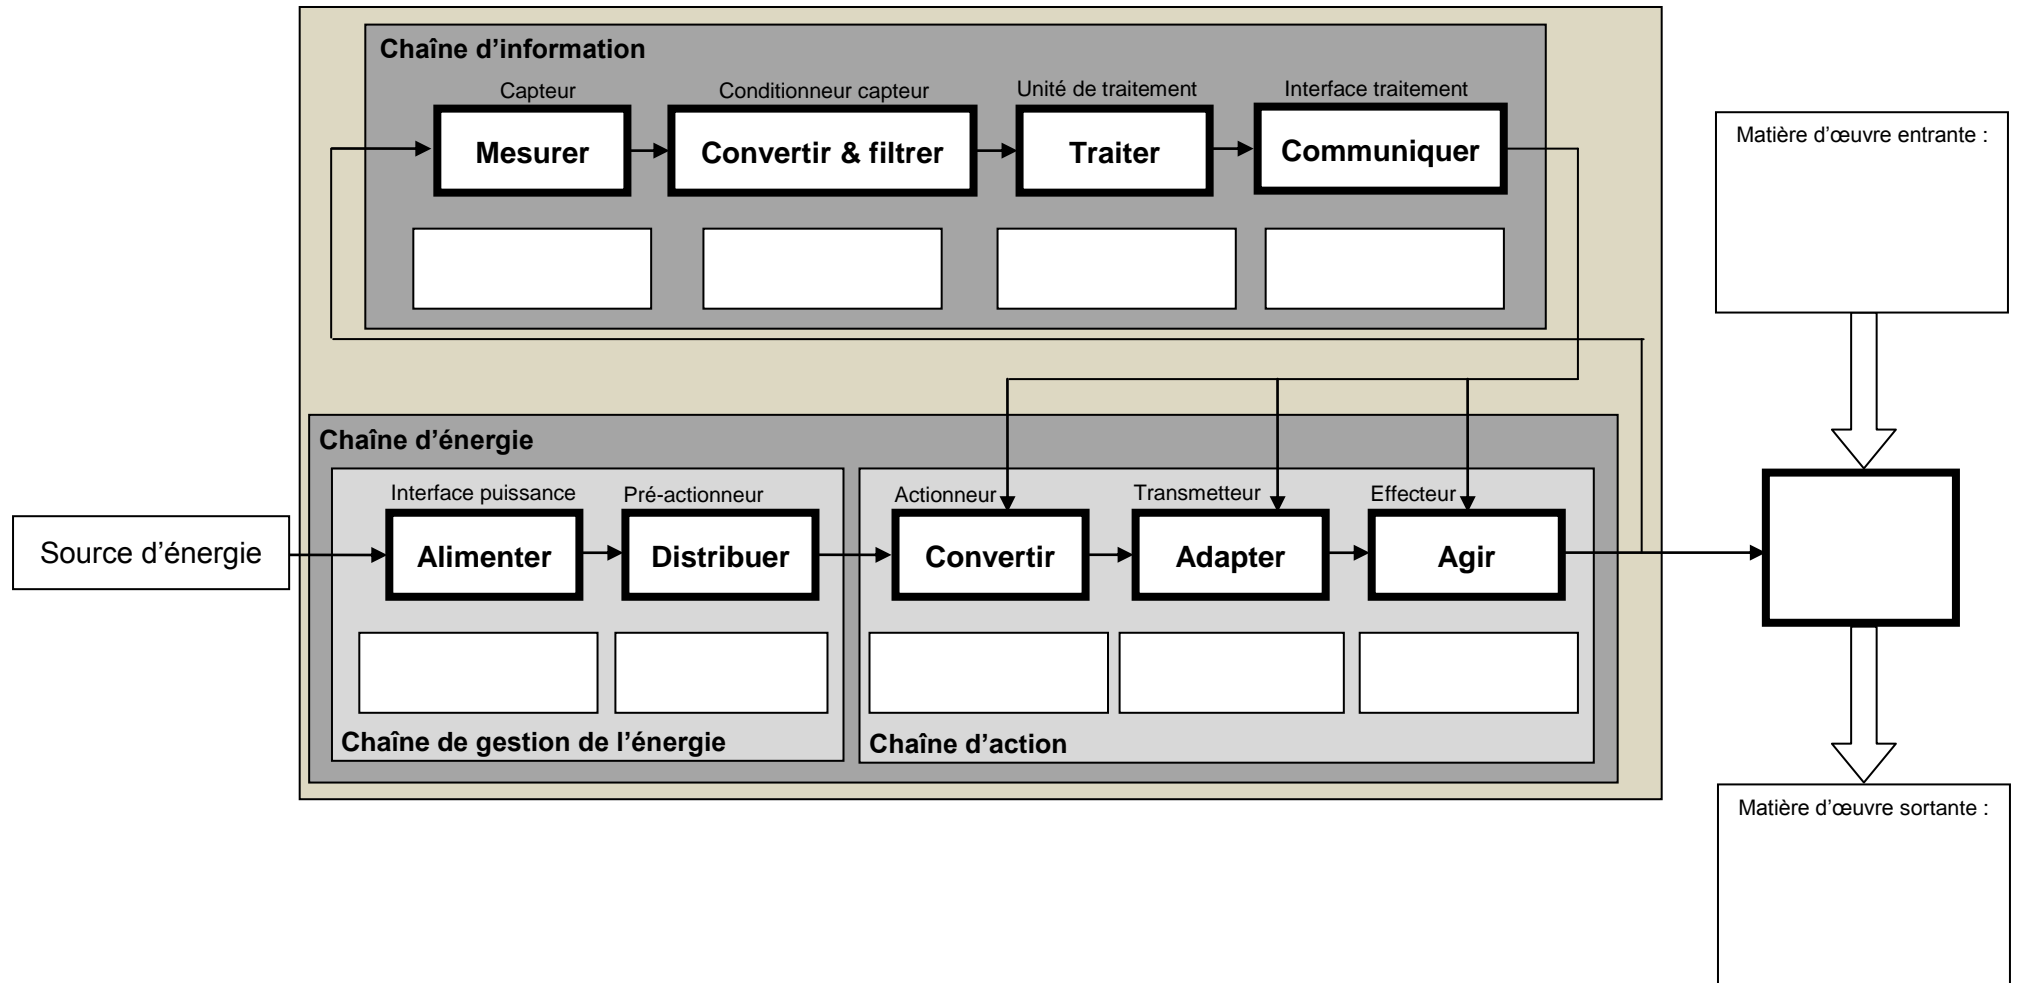 Chaîne d’information
Capteur
Conditionneur capteur
Unité de traitement
Interface traitement
Mesurer
Convertir & filtrer
Traiter
Communiquer
Matière d’œuvre entrante :
Chaîne d’énergie
Interface puissance
Pré-actionneur
Actionneur
Transmetteur
Effecteur
Source d’énergie
Alimenter
Distribuer
Convertir
Adapter
Agir
Chaîne de gestion de l’énergie
Chaîne d’action
Matière d’œuvre sortante :